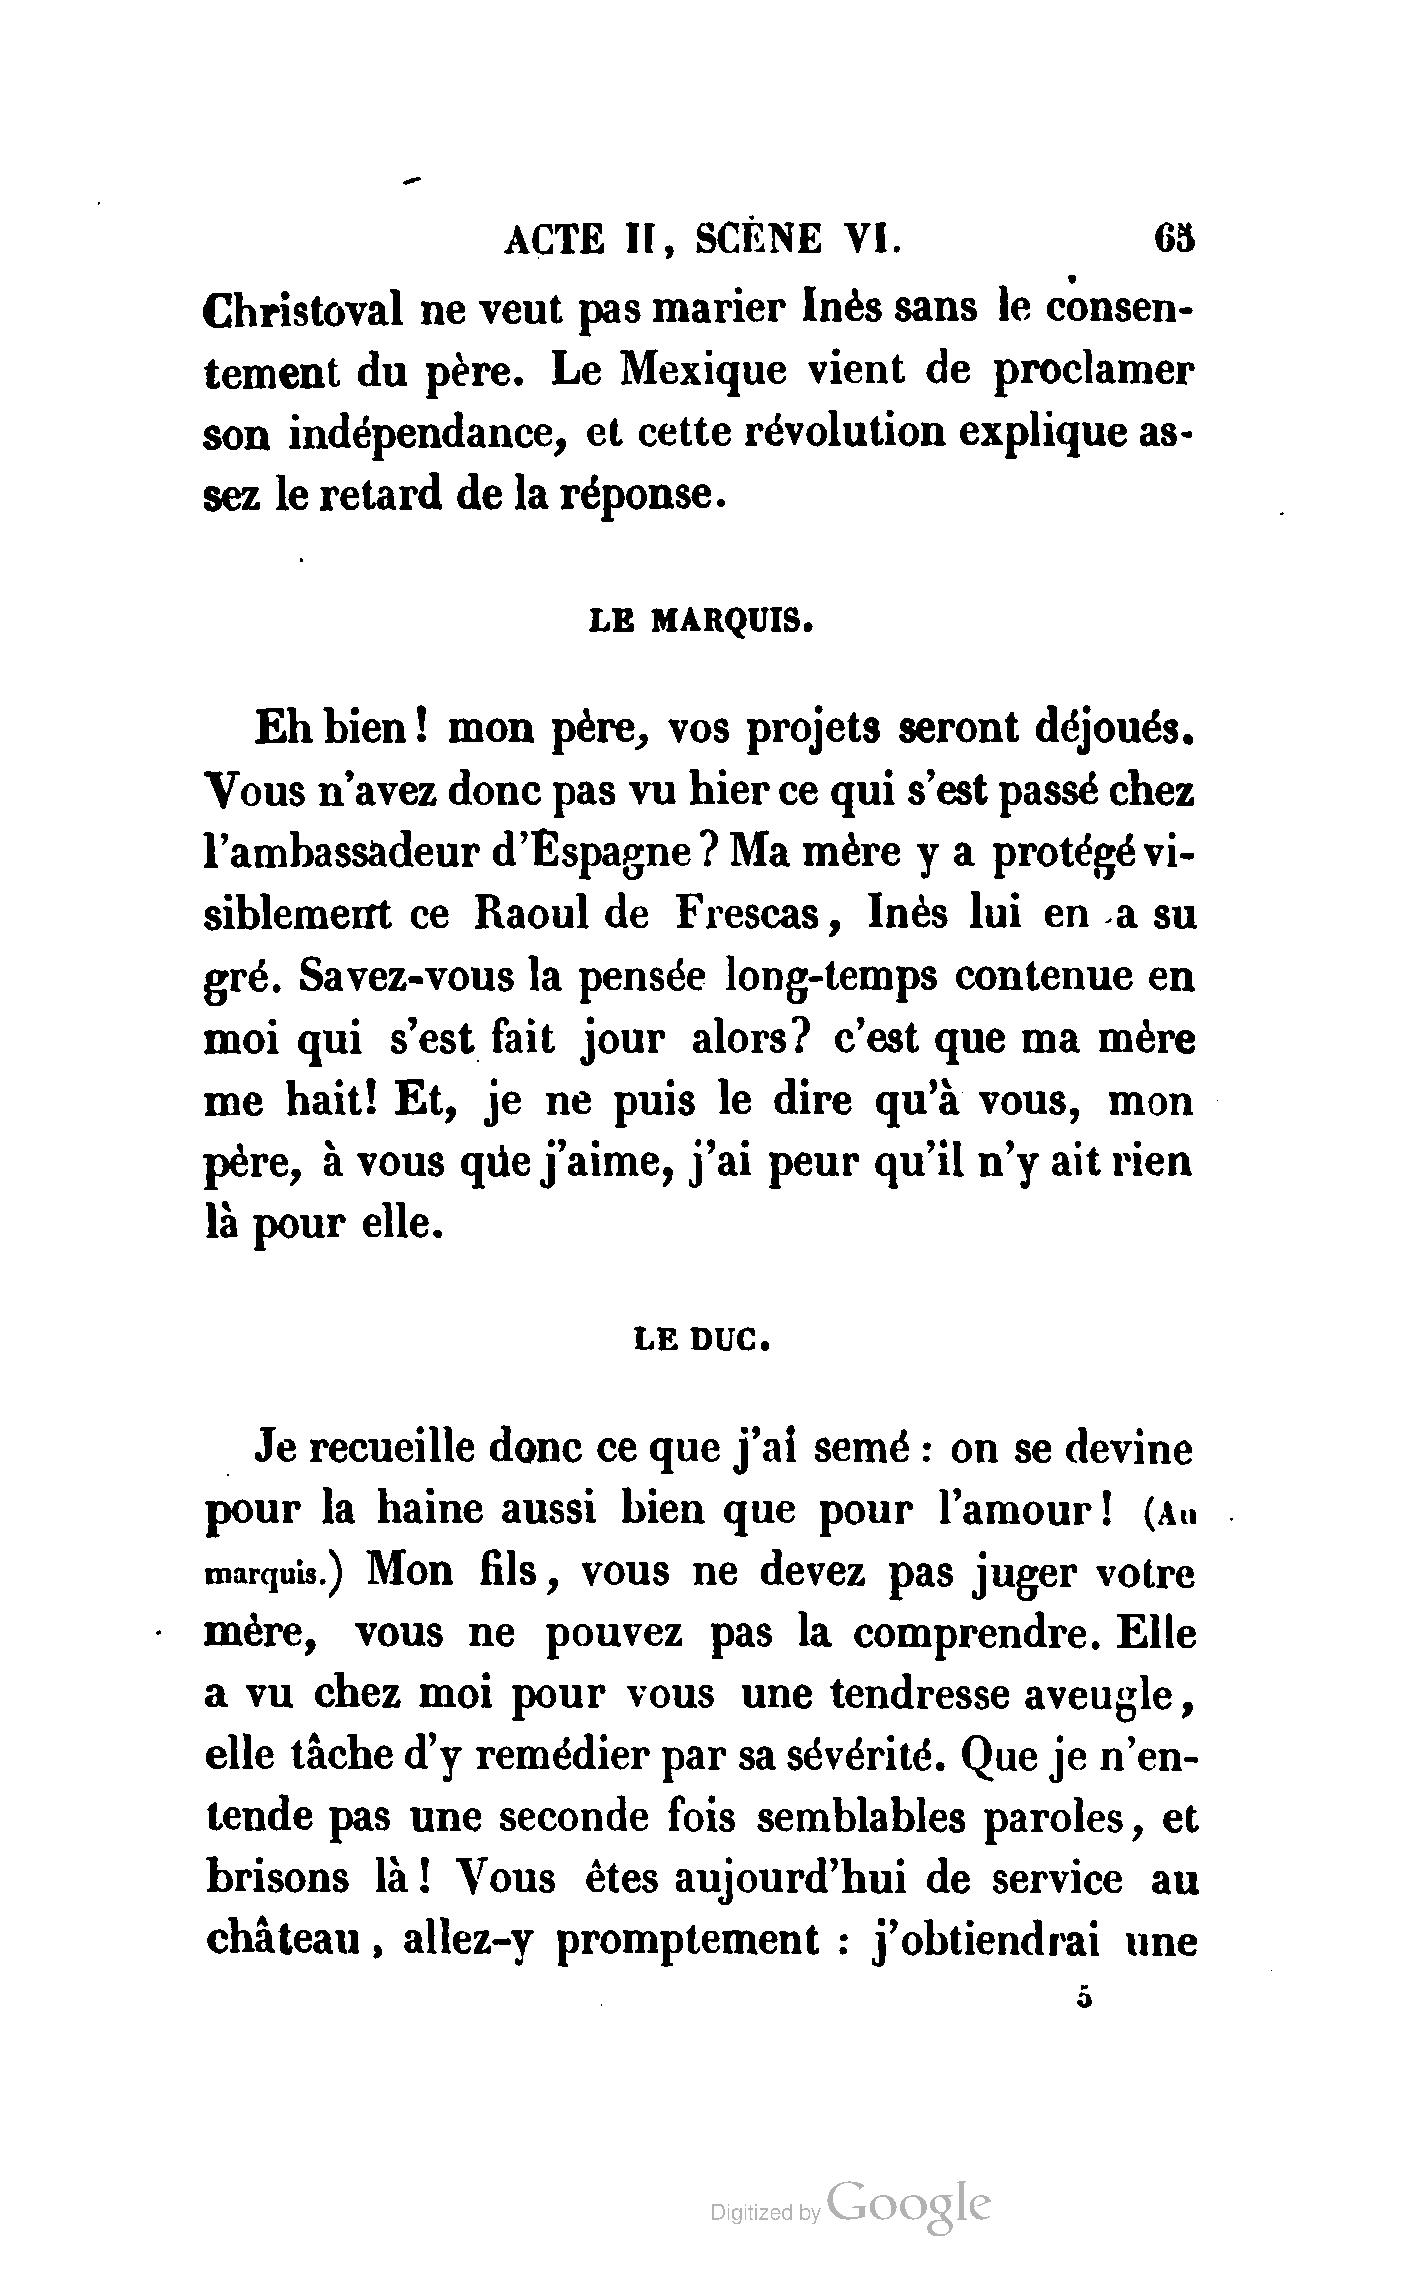 ACTE II, SCÈNE VI. 65
Christoval ne veut pas marier Inès sans le consen-
tement du père. Le Mexique vient de proclamer
son indépendance, et cette révolution explique as-
sez le retard de la réponse.
LE MARQUIS.
Eh bien! mon père, vos projets seront déjoués.
Vous n'avez donc pas vu hier ce qui s'est passé chez
l'ambassadeur d'Espagne? Ma mère y a protégé vi-
siblement ce Raoul de Frescas, Inès lui en a su
gré. Savez-vous la pensée long-temps contenue en
moi qui s'est fait jour alors? c'est que ma mère
me hait! Et, je ne puis le dire qu'à vous, mon
père, à vous que j'aime, j'ai peur qu'il n'y ait rien
là pour elle.
LE DUC.
Je recueille donc ce que j'ai semé : on se devine
pour la haine aussi bien que pour l'amour! (Au
marquis.) Mon fils, vous ne devez pas juger votre
mère, vous ne pouvez pas la comprendre. Elle
a vu chez moi pour vous une tendresse aveugle,
elle tâche d'y remédier par sa sévérité. Que je n'en-
tende pas une seconde fois semblables paroles, et
brisons là! Vous êtes aujourd'hui de service au
château, allez-y promptement : j'obtiendrai une
5
Digitized by Google